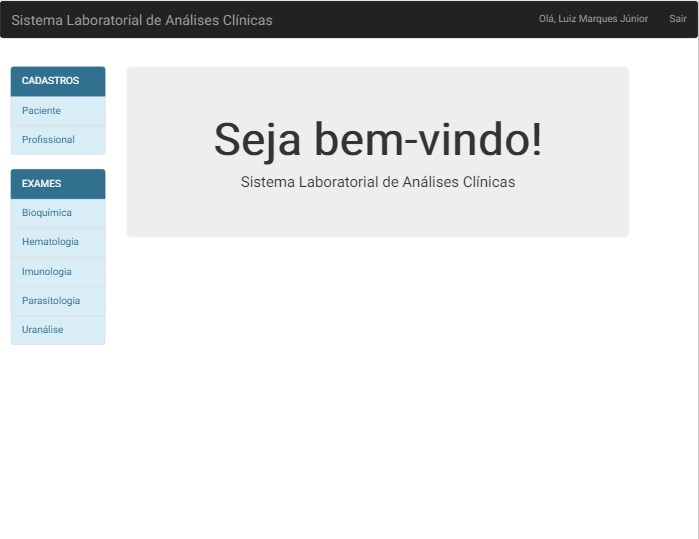 Sistema Laboratorial de Análises Clínicas
Olá, Luiz Marques Júnior
Sair
CADASTROS
Paciente
Profissional
EXAMES
Bioquímica
Hematologia
Imunologia
Parasitologia
Uranálise
Seja bem-vindo!
Sistema Laboratorial de Análises Clínicas